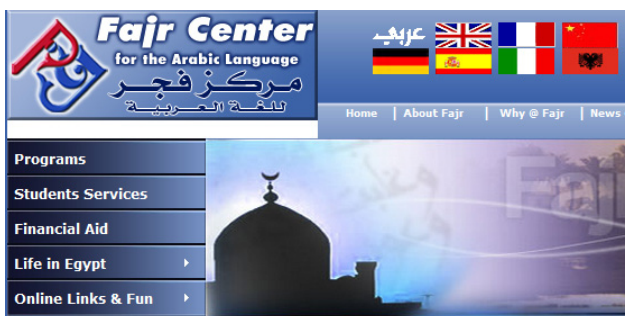 Fajr Center
for the Arabic Language
مركز فجر
للغة العربية
عربي
Home | About Fajr | Why @ Fajr | News
Programs
Students Services
Financial Aid
Life in Egypt
Online Links & Fun